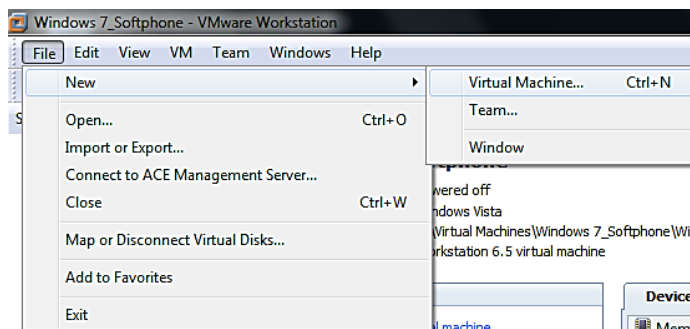 Windows 7_Softphone - VMware Workstation
File Edit View VM Team Windows Help
New
Virtual Machine... Ctrl+N
Team...
Window
Open... Ctrl+O
Import or Export...
Connect to ACE Management Server...
Close Ctrl+W
Map or Disconnect Virtual Disks...
Add to Favorites
Exit
wered off
ndows Vista
\Virtual Machines\Windows 7_Softphone\Wi
rkstation 6.5 virtual machine
Device
al machine